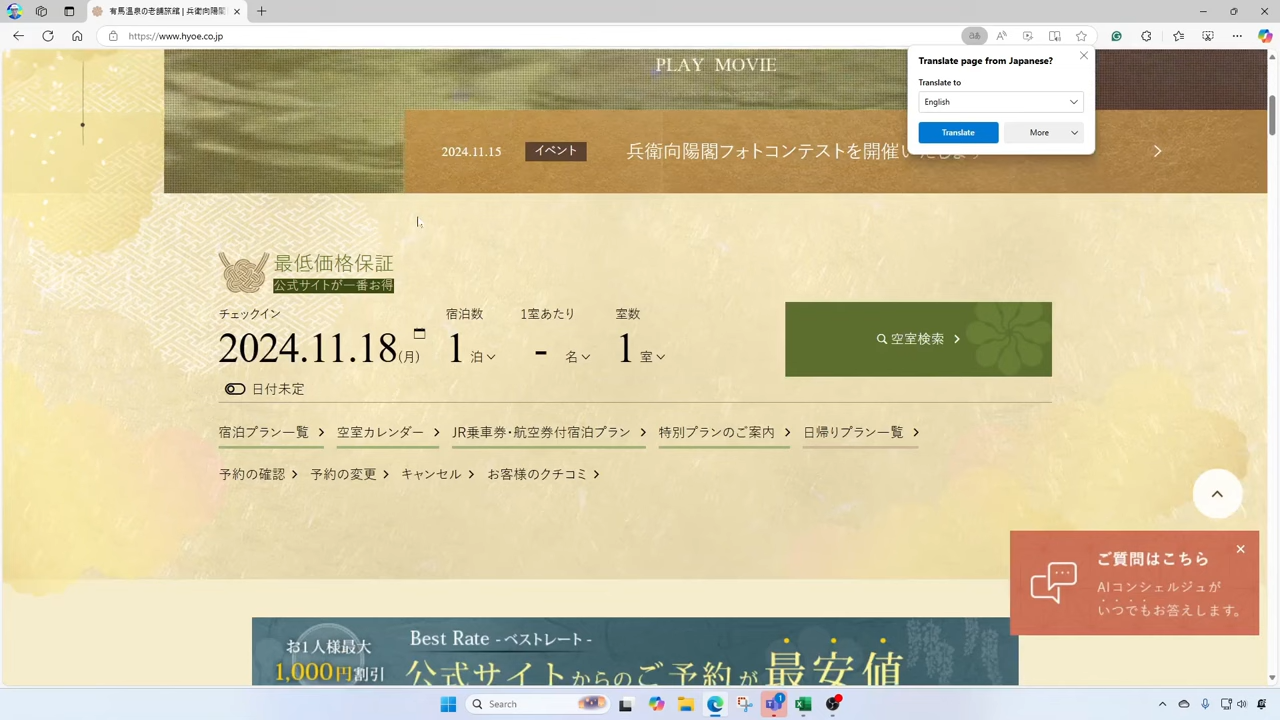 有馬温泉の老舗旅館 | 兵衛向陽閣
https://www.hyoe.co.jp
Translate page from Japanese?
Translate to
English
Translate
More
PLAY MOVIE
2024.11.15
イベント
兵衛向陽閣フォトコンテストを開催いたします
最低価格保証
公式サイトが一番お得
チェックイン
宿泊数
1室あたり
室数
2024.11.18(月)
1 泊
- 名
1 室
空室検索
日付未定
宿泊プラン一覧
空室カレンダー
JR乗車券・航空券付宿泊プラン
特別プランのご案内
日帰りプラン一覧
予約の確認
予約の変更
キャンセル
お客様のクチコミ
ご質問はこちら
AIコンシェルジュが
いつでもお答えします。
お1人様最大
1,000円割引
Best Rate -ベストレート-
公式サイトからのご予約が最安値
Search